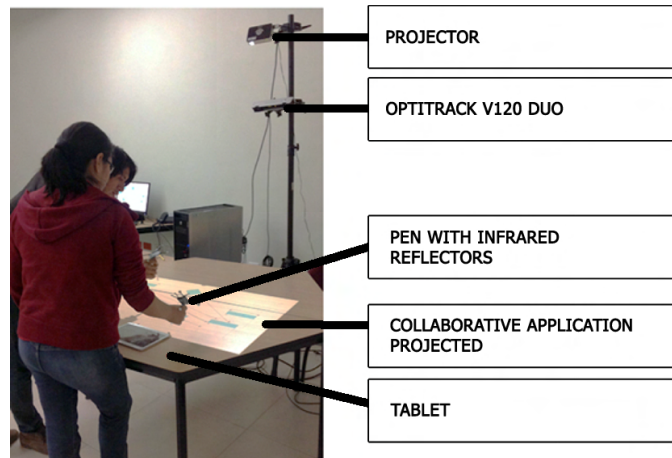 PROJECTOR
OPTITRACK V120 DUO
PEN WITH INFRARED
REFLECTORS
COLLABORATIVE APPLICATION
PROJECTED
TABLET